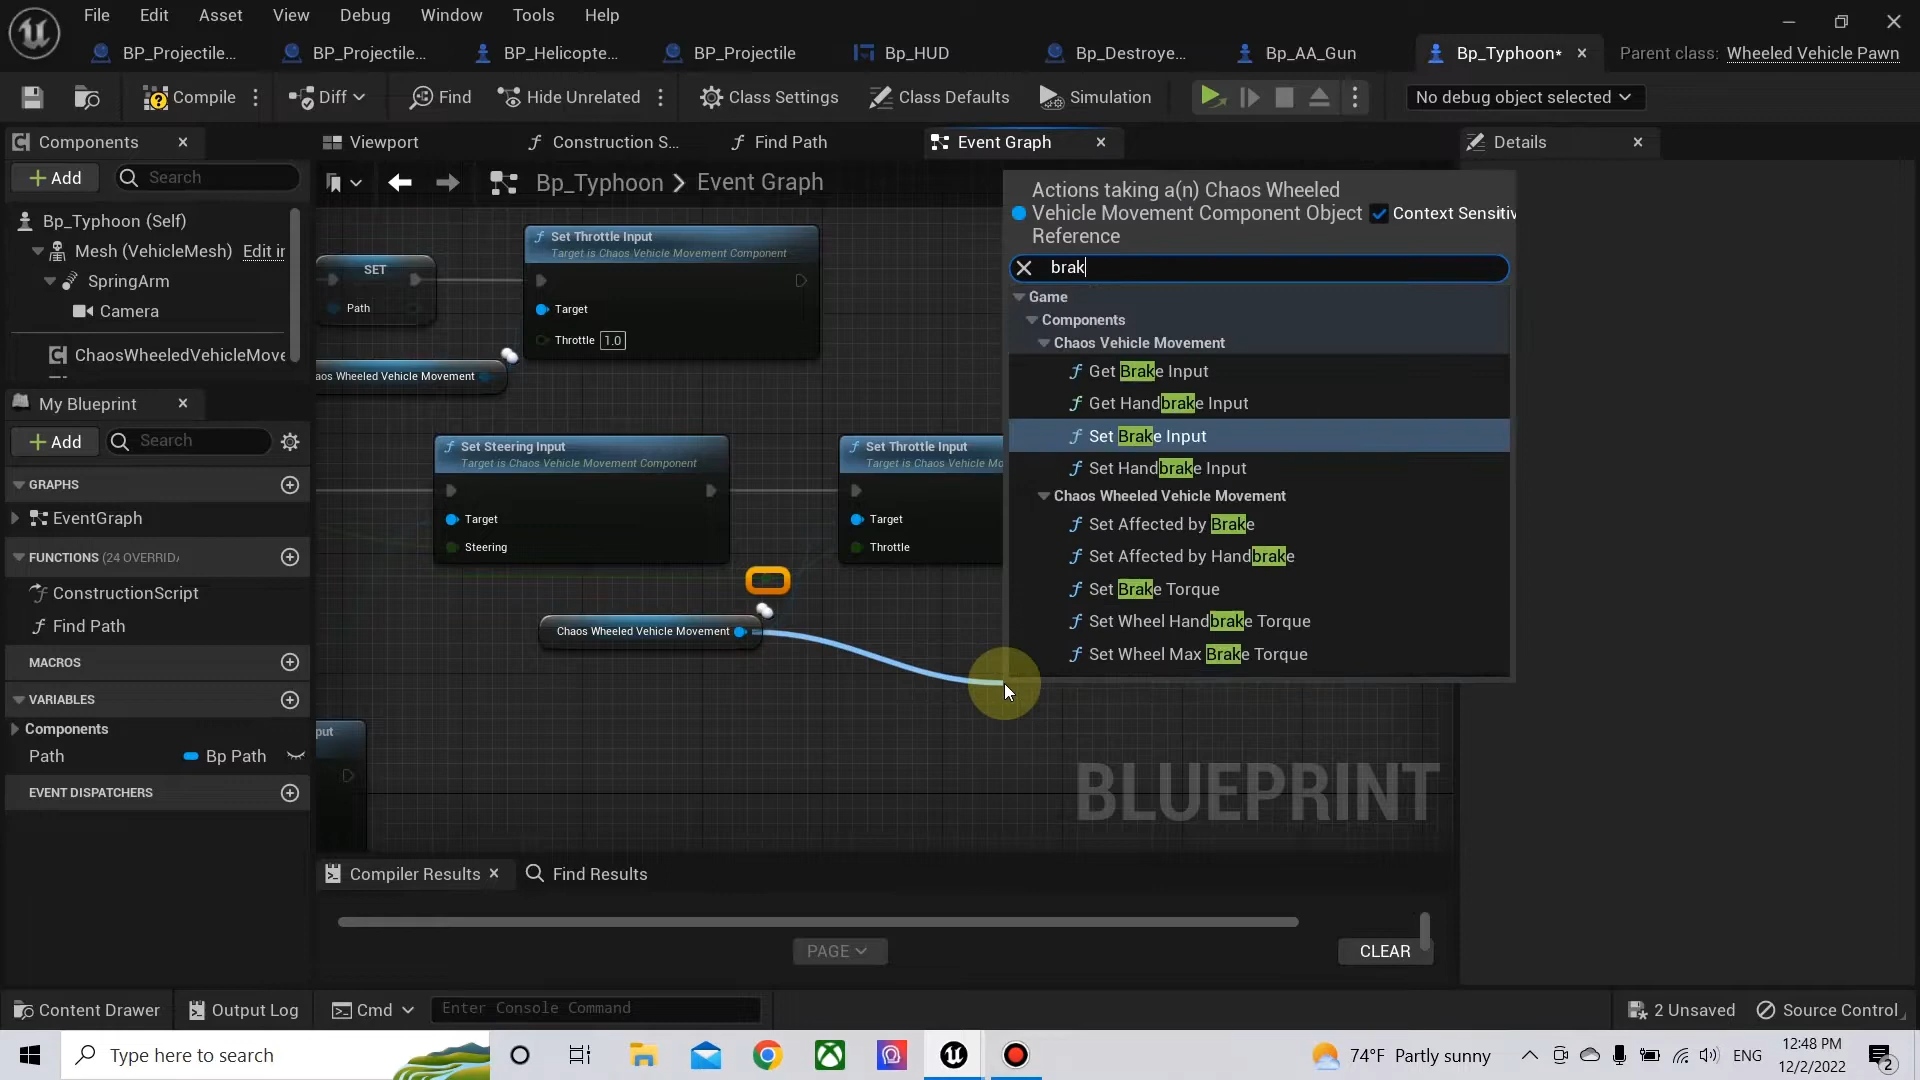 File Edit Asset View Debug Window Tools Help
BP_Projectile... BP_Projectile... BP_Helicopte... BP_Projectile Bp_HUD Bp_Destroye... Bp_AA_Gun Bp_Typhoon* Parent class: Wheeled Vehicle Pawn
Compile Diff Find Hide Unrelated Class Settings Class Defaults Simulation No debug object selected
Components Viewport Construction S... Find Path Event Graph Details
Add Search Bp_Typhoon Event Graph
Bp_Typhoon (Self)
Mesh (VehicleMesh) Edit in
SpringArm
Camera
ChaosWheeledVehicleMove
My Blueprint
Add Search
GRAPHS
EventGraph
FUNCTIONS (24 OVERRIDA
ConstructionScript
Find Path
MACROS
VARIABLES
Components
Path Bp Path
EVENT DISPATCHERS
SET
Path
Set Throttle Input
Target is Chaos Vehicle Movement Component
Target
Throttle 1.0
aos Wheeled Vehicle Movement
Set Steering Input
Target is Chaos Vehicle Movement Component
Target
Steering
Set Throttle Input
Target is Chaos Vehicle Mo
Target
Throttle
Chaos Wheeled Vehicle Movement
put
Actions taking a(n) Chaos Wheeled
Vehicle Movement Component Object Context Sensitiv
Reference
brak
Game
Components
Chaos Vehicle Movement
Get Brake Input
Get Handbrake Input
Set Brake Input
Set Handbrake Input
Chaos Wheeled Vehicle Movement
Set Affected by Brake
Set Affected by Handbrake
Set Brake Torque
Set Wheel Handbrake Torque
Set Wheel Max Brake Torque
BLUEPRINT
Compiler Results Find Results
PAGE CLEAR
Content Drawer Output Log Cmd Enter Console Command 2 Unsaved Source Control
Type here to search 74°F Partly sunny ENG 12:48 PM
12/2/2022 2